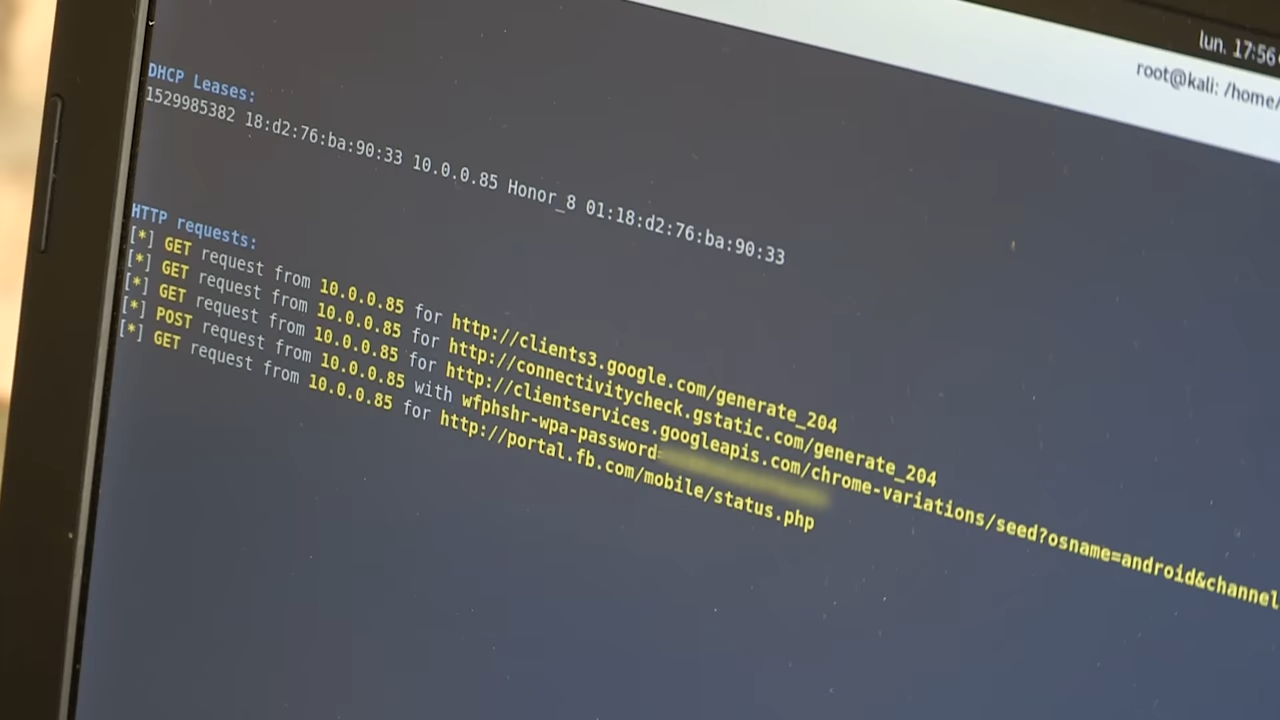 lun. 17:56
root@kali: /home/
DHCP Leases:
1529985382 18:d2:76:ba:90:33 10.0.0.85 Honor_8 01:18:d2:76:ba:90:33
HTTP requests:
[*] GET request from 10.0.0.85 for http://clients3.google.com/generate_204
[*] GET request from 10.0.0.85 for http://connectivitycheck.gstatic.com/generate_204
[*] GET request from 10.0.0.85 for http://clientservices.googleapis.com/chrome-variations/seed?osname=android&channel
[*] POST request from 10.0.0.85 with wfphshr-wpa-password=
[*] GET request from 10.0.0.85 for http://portal.fb.com/mobile/status.php